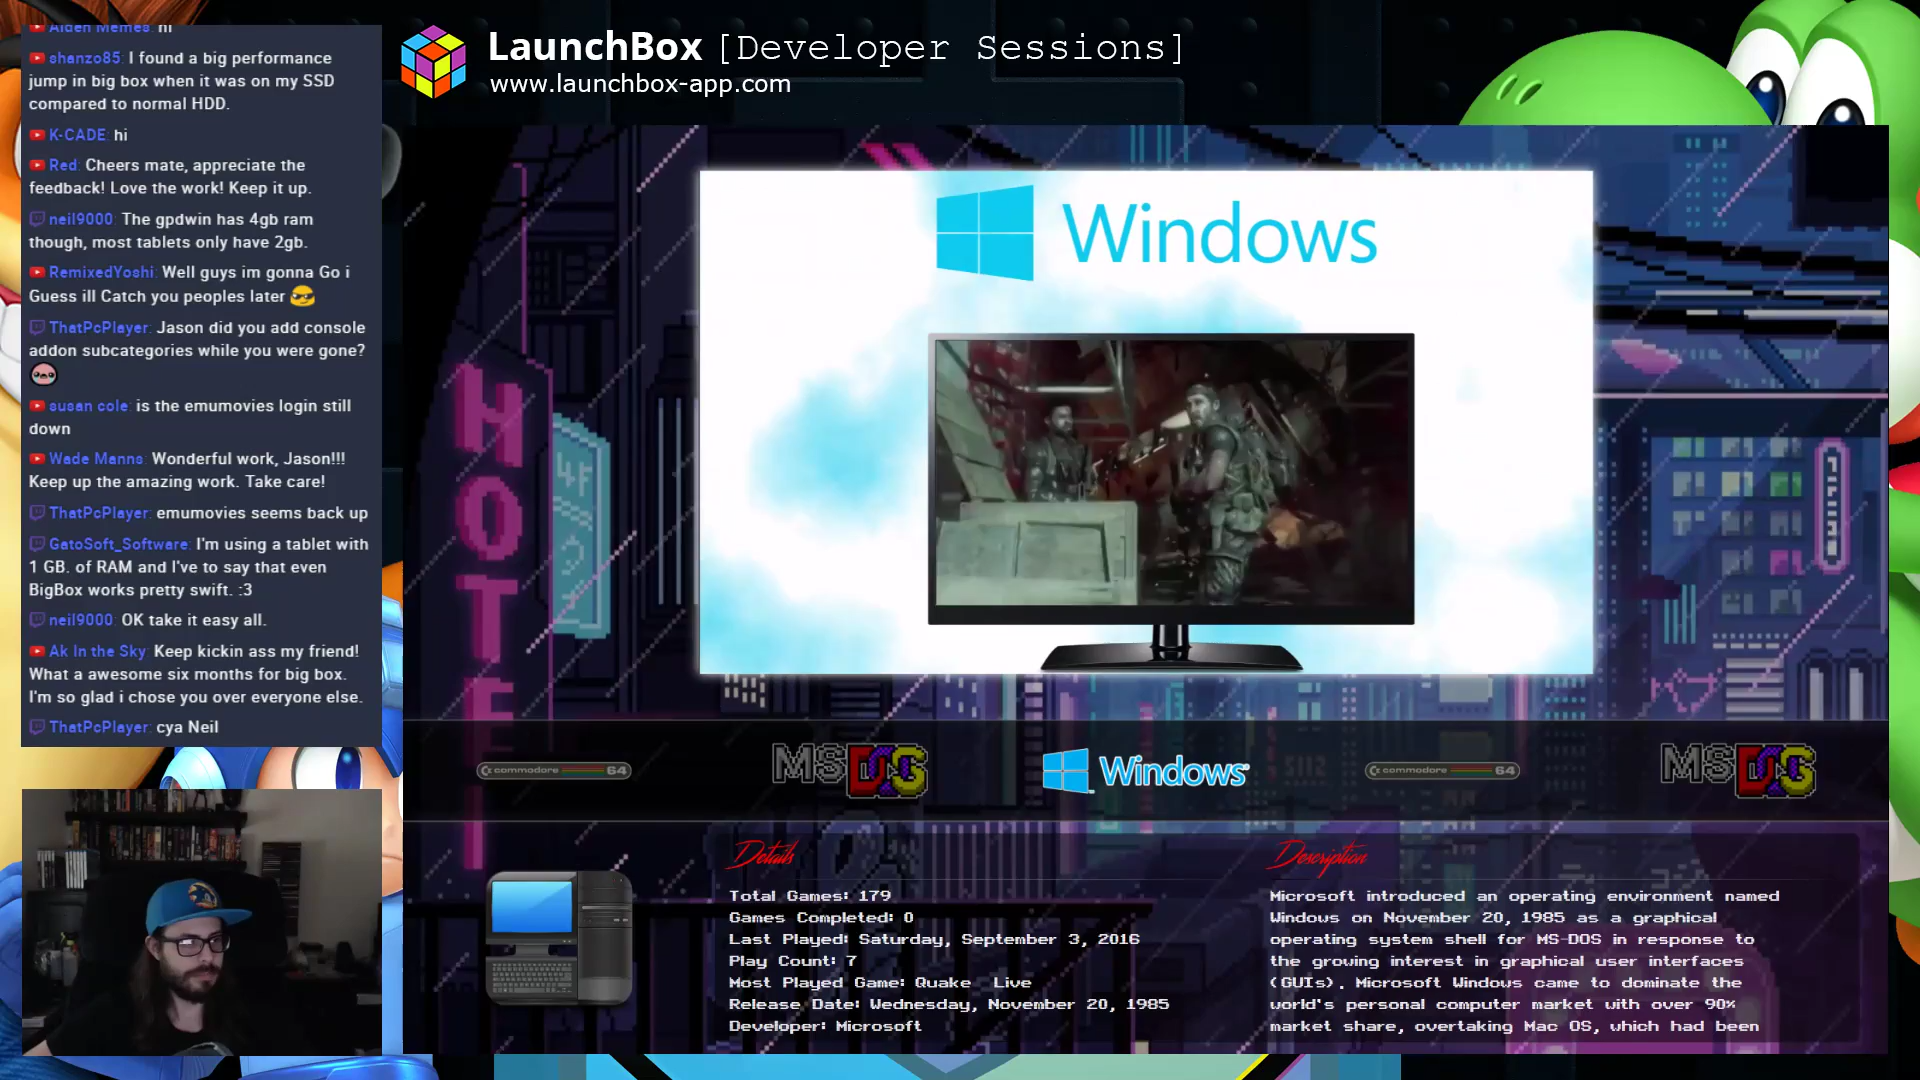 Aiden Memes: hi
shanzo85: I found a big performance
jump in big box when it was on my SSD
compared to normal HDD.
K-CADE: hi
Red: Cheers mate, appreciate the
feedback! Love the work! Keep it up.
neil9000: The gpdwin has 4gb ram
though, most tablets only have 2gb.
RemixedYoshi: Well guys im gonna Go i
Guess ill Catch you peoples later 😎
ThatPcPlayer: Jason did you add console
addon subcategories while you were gone?
susan cole: is the emumovies login still
down
Wade Manns: Wonderful work, Jason!!!
Keep up the amazing work. Take care!
ThatPcPlayer: emumovies seems back up
GatoSoft_Software: I'm using a tablet with
1 GB. of RAM and I've to say that even
BigBox works pretty swift. :3
neil9000: OK take it easy all.
Ak In the Sky: Keep kickin ass my friend!
What a awesome six months for big box.
I'm so glad i chose you over everyone else.
ThatPcPlayer: cya Neil
LaunchBox [Developer Sessions]
www.launchbox-app.com
Windows
HOTEL
4F
commodore 64
MS DOS
Windows
commodore 64
MS DOS
Details
Total Games: 179
Games Completed: 0
Last Played: Saturday, September 3, 2016
Play Count: 7
Most Played Game: Quake Live
Release Date: Wednesday, November 20, 1985
Developer: Microsoft
Description
Microsoft introduced an operating environment named
Windows on November 20, 1985 as a graphical
operating system shell for MS-DOS in response to
the growing interest in graphical user interfaces
(GUIs). Microsoft Windows came to dominate the
world's personal computer market with over 90%
market share, overtaking Mac OS, which had been